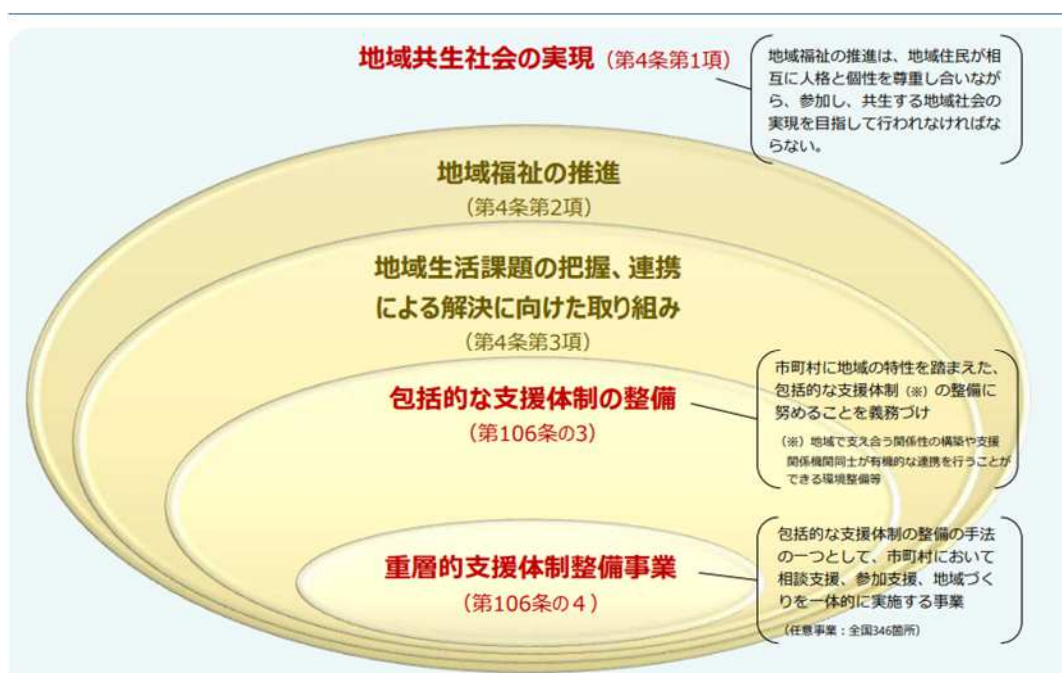 地域共生社会の実現（第4条第1項）
地域福祉の推進は、地域住民が相
互に人格と個性を尊重し合いなが
ら、参加し、共生する地域社会の
実現を目指して行われなければな
らない。
地域福祉の推進
（第4条第2項）
地域生活課題の把握、連携
による解決に向けた取り組み
（第4条第3項）
包括的な支援体制の整備
（第106条の3）
市町村に地域の特性を踏まえた、
包括的な支援体制（※）の整備に
努めることを義務づけ
（※）地域で支え合う関係性の構築や支援
関係機関同士が有機的な連携を行うことが
できる環境整備等
重層的支援体制整備事業
（第106条の４）
包括的な支援体制の整備の手法
の一つとして、市町村において
相談支援、参加支援、地域づく
りを一体的に実施する事業
（任意事業：全国346箇所）